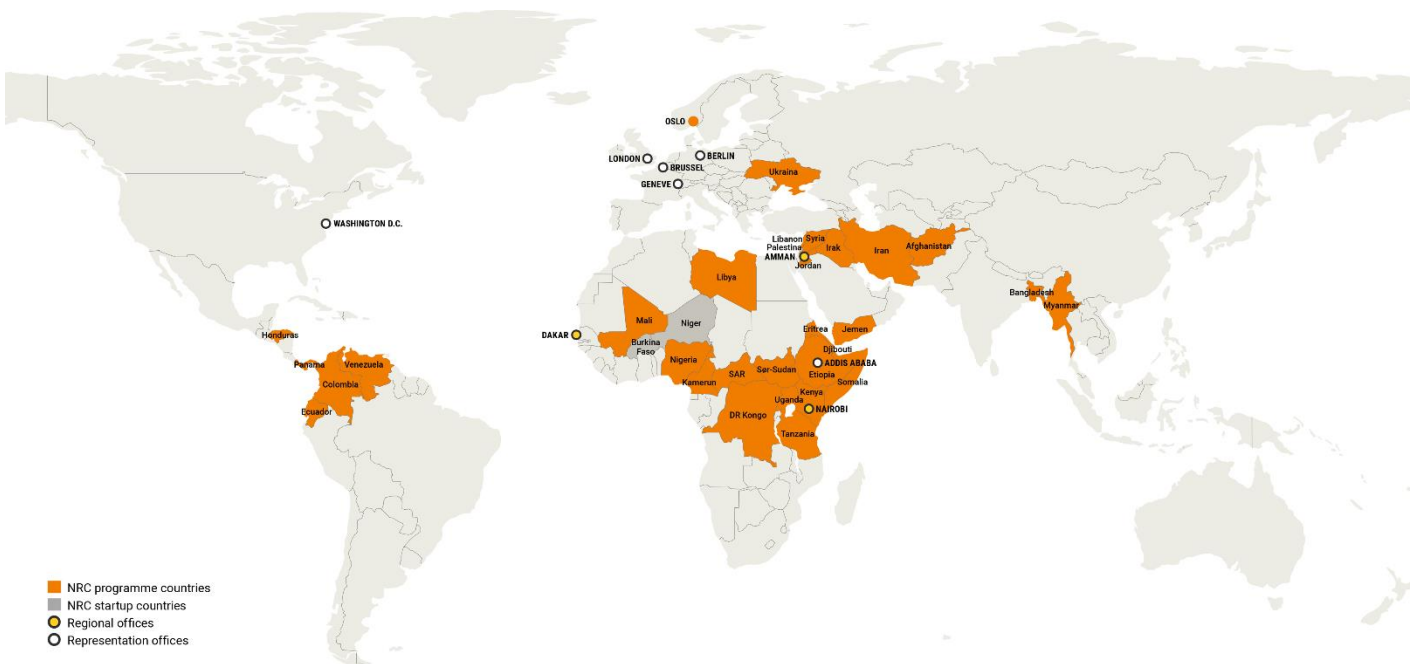 OSLO
LONDON
BERLIN
BRUSSEL
GENEVE
Ukraina
WASHINGTON D.C.
Libanon
Syria
Palestina
Irak
Iran
Afghanistan
AMMAN
Jordan
Libya
Bangladesh
Myanmar
Mali
Niger
Honduras
DAKAR
Burkina
Faso
Eritrea
Jemen
Djibouti
Panama
Venezuela
Nigeria
ADDIS ABABA
SAR
Sør-Sudan
Etiopia
Colombia
Kamerun
Somalia
Kenya
Uganda
Ecuador
DR Kongo
NAIROBI
Tanzania
NRC programme countries
NRC startup countries
Regional offices
Representation offices